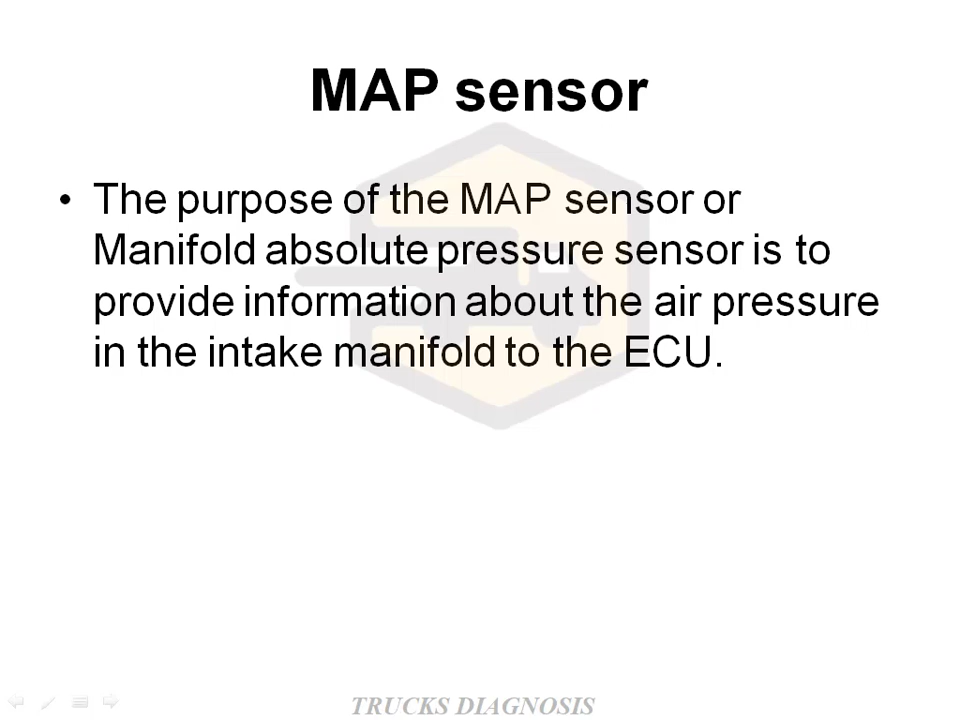 MAP sensor
• The purpose of the MAP sensor or
Manifold absolute pressure sensor is to
provide information about the air pressure
in the intake manifold to the ECU.
TRUCKS DIAGNOSIS